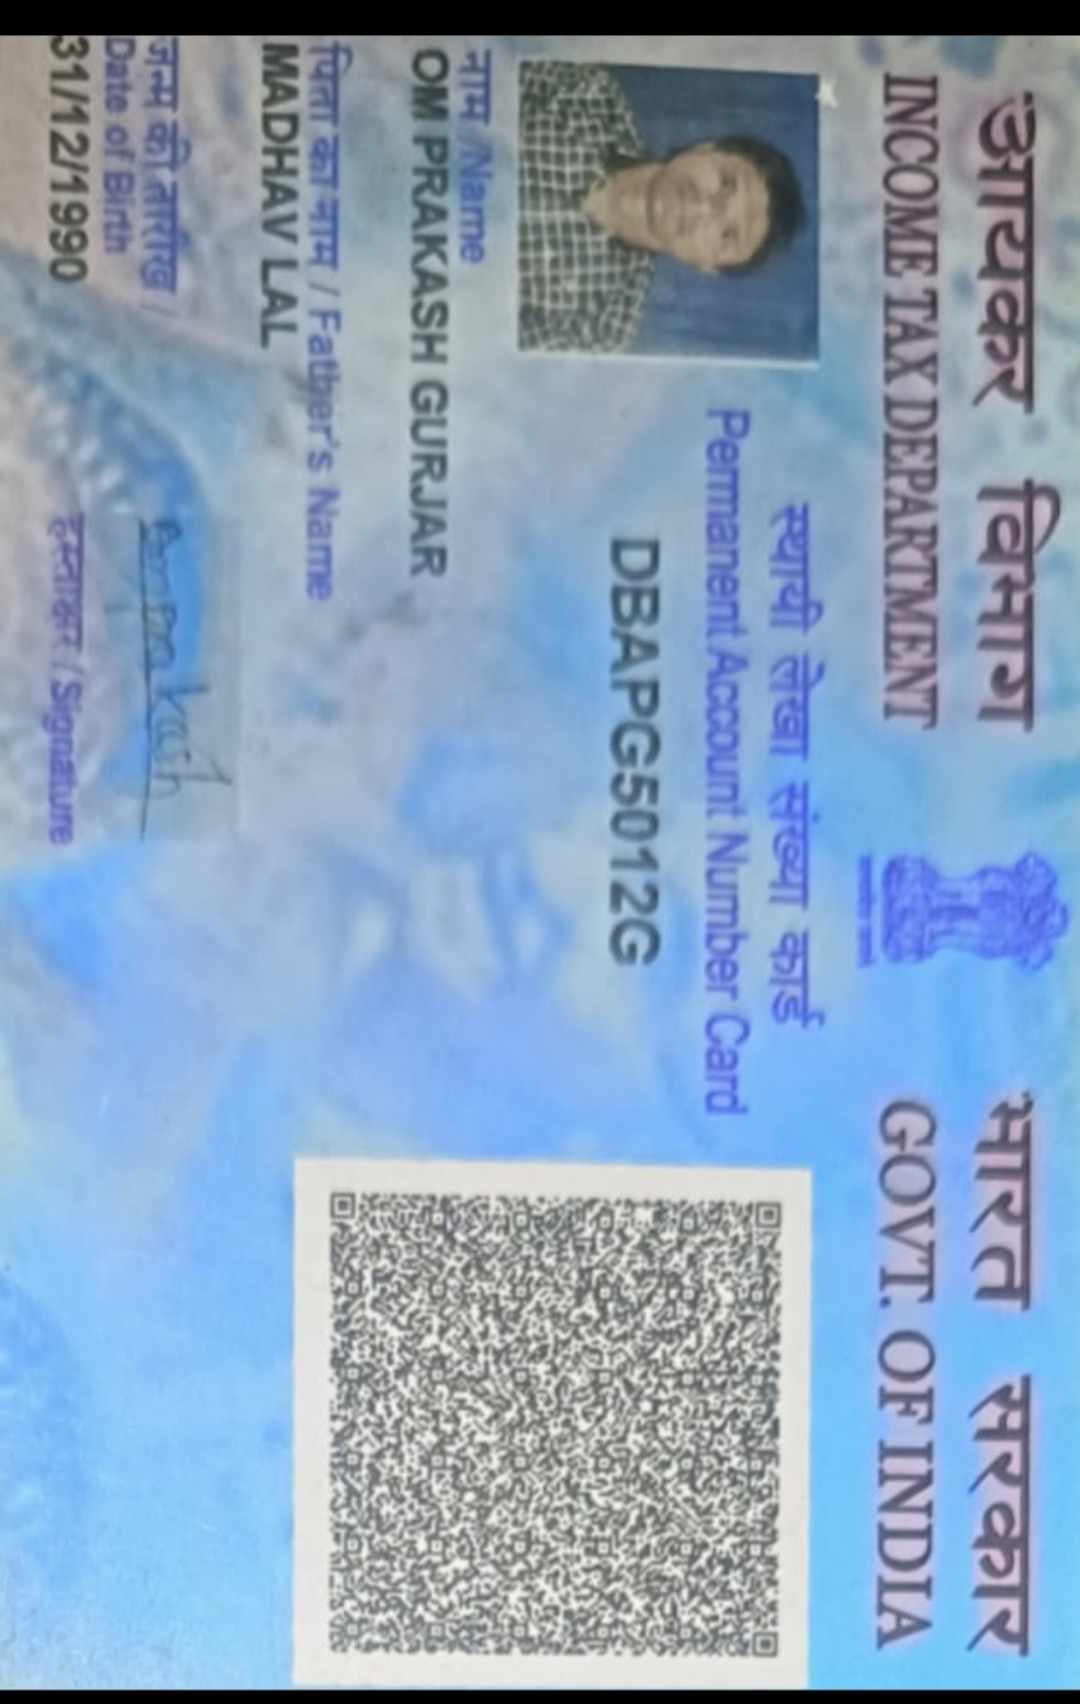 आयकर विभाग
INCOME TAX DEPARTMENT
भारत सरकार
GOVT. OF INDIA
स्थायी लेखा संख्या कार्ड
Permanent Account Number Card
DBAPG5012G
नाम /Name
OM PRAKASH GURJAR
पिता का नाम / Father's Name
MADHAV LAL
जन्म की तारीख /
Date of Birth
31/12/1990
Omprakash
हस्ताक्षर / Signature